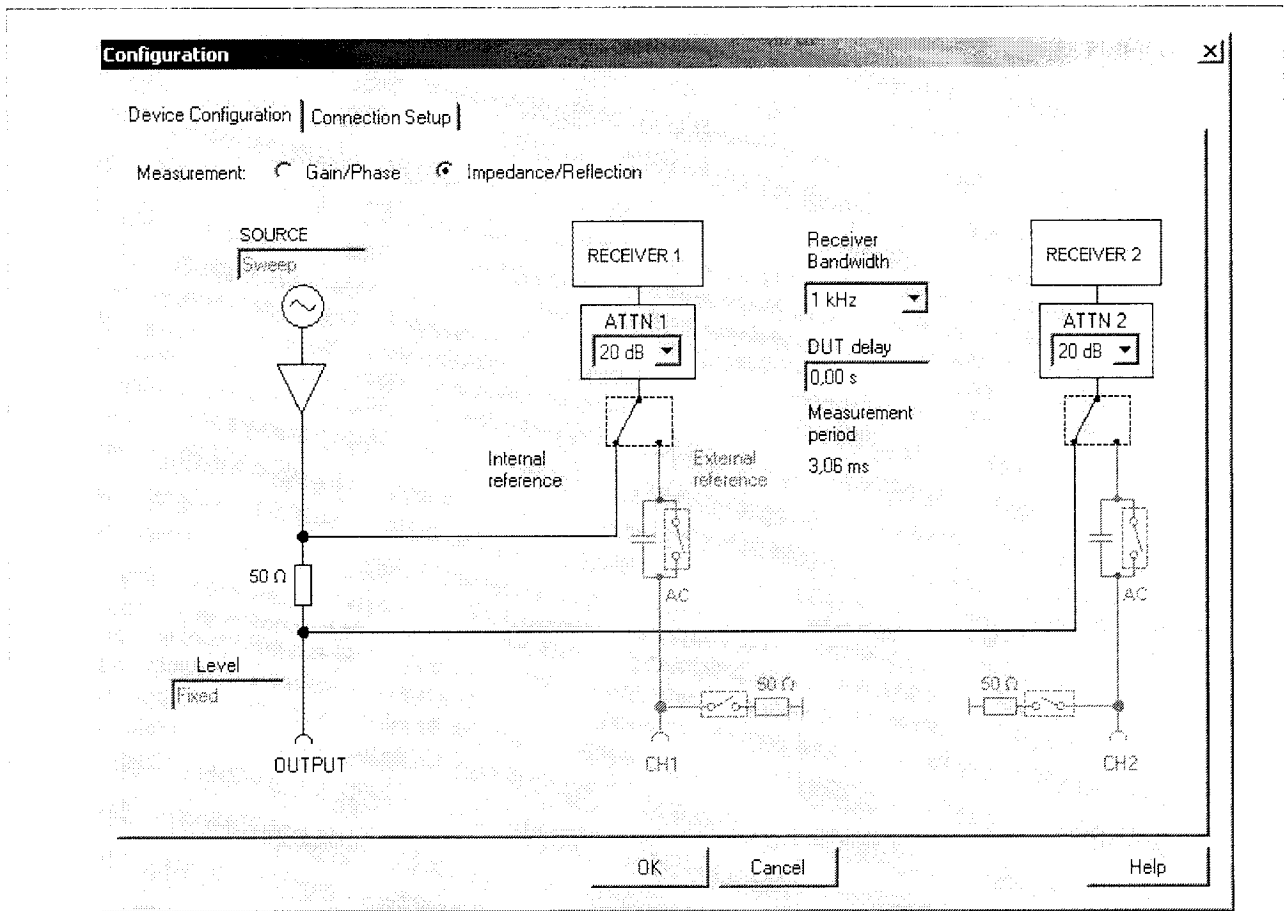 Configuration
Device Configuration
Connection Setup
Measurement:
Gain/Phase
Impedance/Reflection
SOURCE
Sweep
RECEIVER 1
Receiver
Bandwidth
RECEIVER 2
1 kHz
ATTN 1
20 dB
ATTN 2
20 dB
DUT delay
0,00 s
Measurement
period
3,06 ms
Internal
reference
External
reference
50 Ω
AC
AC
Level
Fixed
50 Ω
50 Ω
OUTPUT
CH1
CH2
OK
Cancel
Help